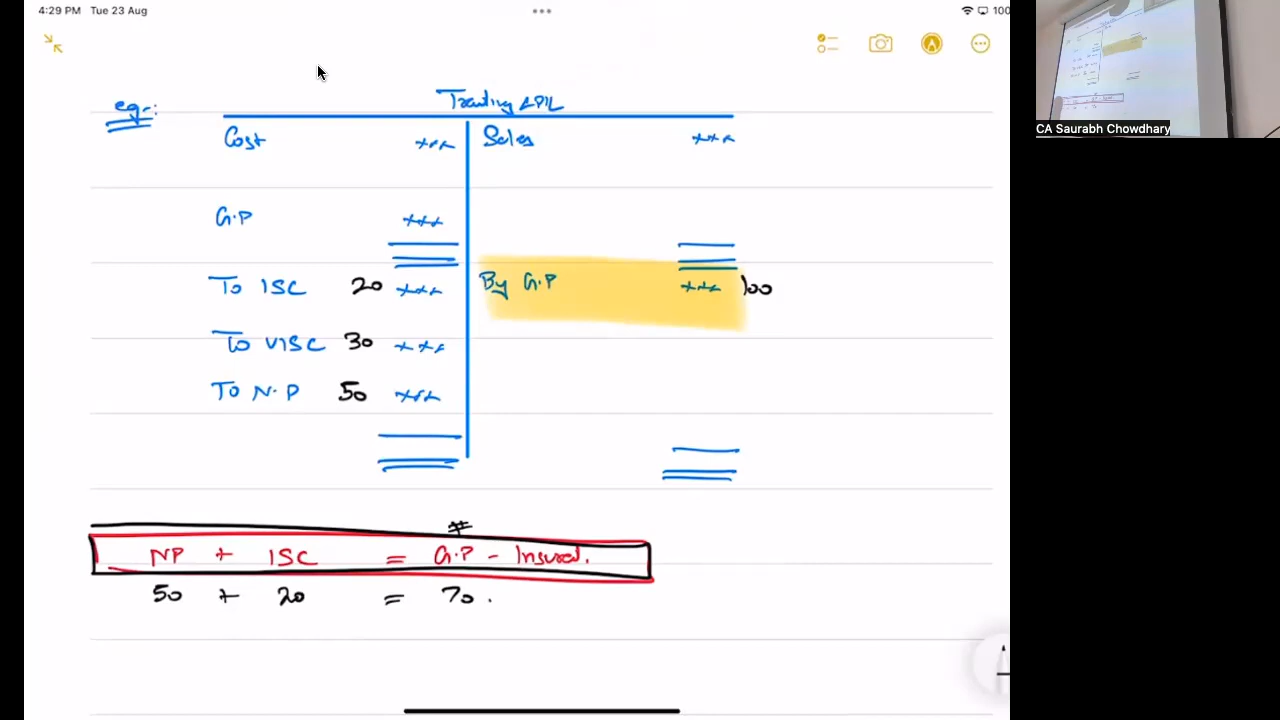 4:29 PM Tue 23 Aug
100
CA Saurabh Chowdhary
eg:
Trading & P/L
Cost xxx Sales xxx
G.P xxx
To ISC 20 xxx By G.P xxx 100
To UISC 30 xxx
To N.P 50 xxx
#
NP + ISC = G.P - Insured.
50 + 20 = 70.